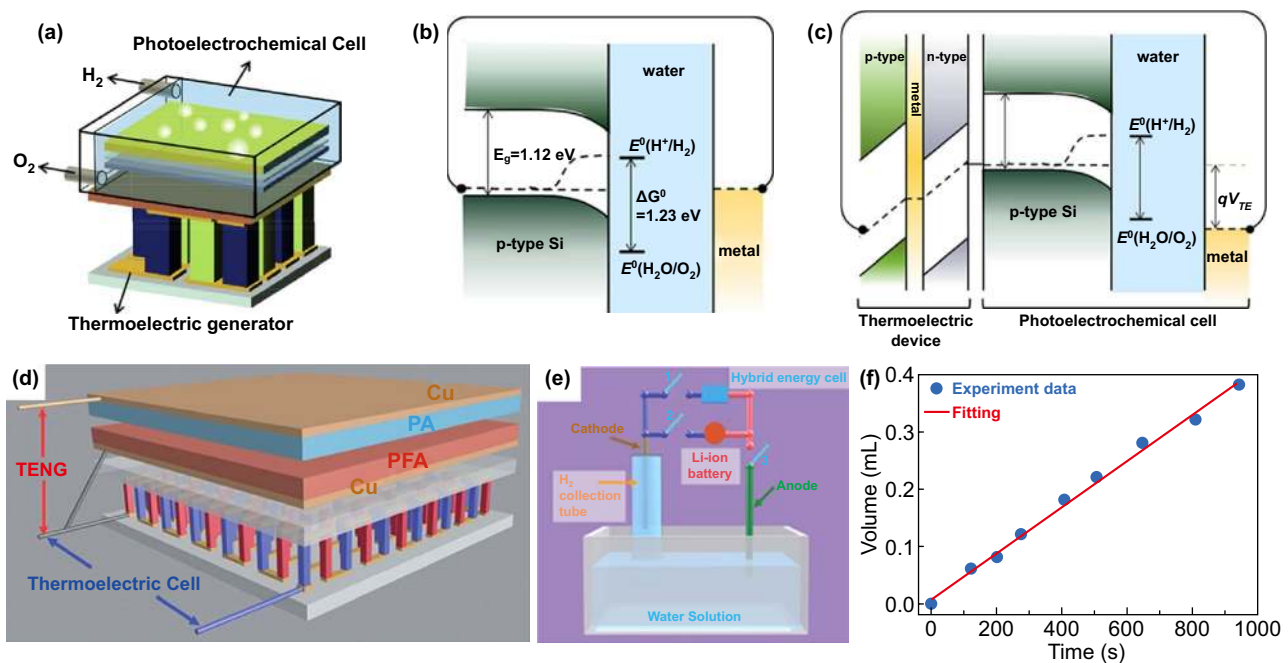 (a)
Photoelectrochemical Cell
H₂
O₂
Thermoelectric generator
(b)
water
E⁰(H⁺/H₂)
E_g=1.12 eV
ΔG⁰
=1.23 eV
p-type Si
E⁰(H₂O/O₂)
metal
(c)
p-type
metal
n-type
water
E⁰(H⁺/H₂)
qV_TE
p-type Si
E⁰(H₂O/O₂)
metal
Thermoelectric
device
Photoelectrochemical cell
(d)
Cu
PA
TENG
PFA
Cu
Thermoelectric Cell
(e)
Hybrid energy cell
Cathode
Li-ion
battery
H₂
collection
tube
Anode
Water Solution
(f)
Experiment data
Fitting
Volume (mL)
0.4
0.3
0.2
0.1
0.0
0
200
400
600
800
1000
Time (s)